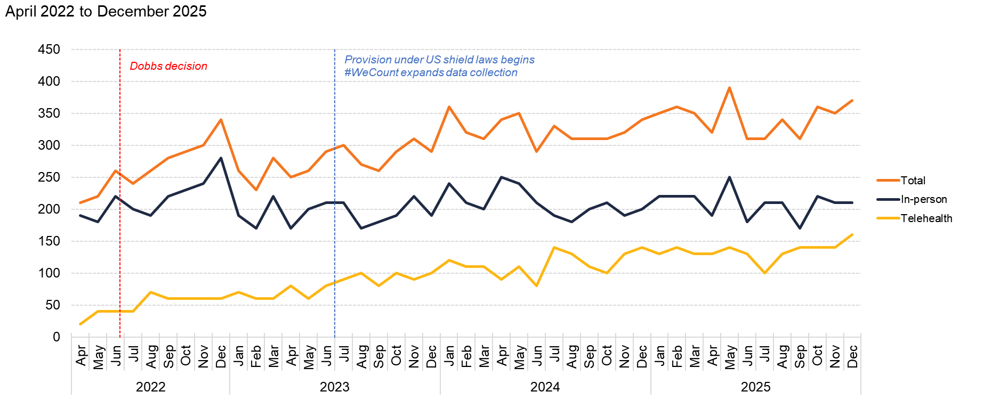 April 2022 to December 2025
450
400
350
300
250
200
150
100
50
0
Dobbs decision
Provision under US shield laws begins
#WeCount expands data collection
Total
In-person
Telehealth
Apr May Jun Jul Aug Sep Oct Nov Dec Jan Feb Mar Apr May Jun Jul Aug Sep Oct Nov Dec Jan Feb Mar Apr May Jun Jul Aug Sep Oct Nov Dec Jan Feb Mar Apr May Jun Jul Aug Sep Oct Nov Dec
2022 2023 2024 2025